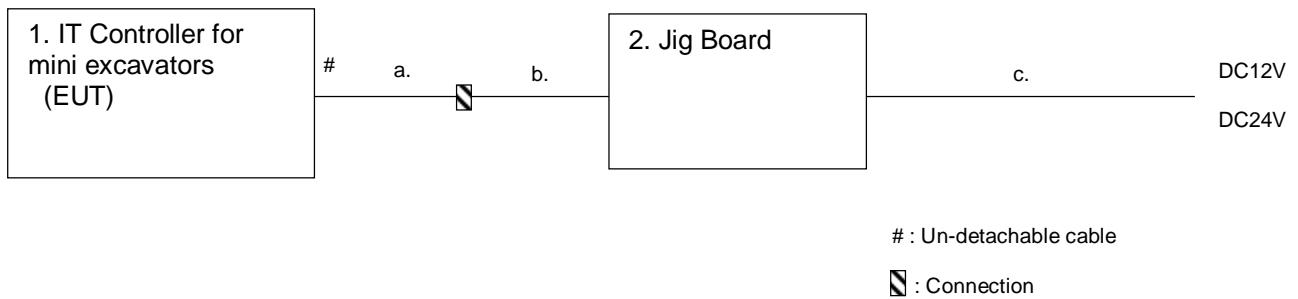 1. IT Controller for
mini excavators
(EUT)
#
a.
b.
2. Jig Board
c.
DC12V
DC24V
# : Un-detachable cable
: Connection